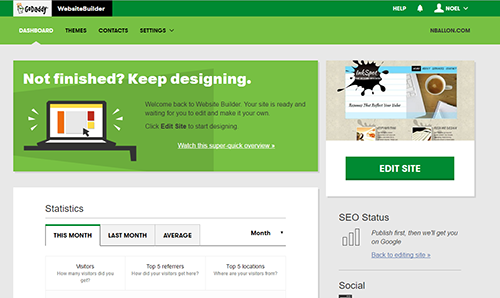 GoDaddy WebsiteBuilder HELP NOEL
DASHBOARD THEMES CONTACTS SETTINGS NBALLON.COM
Not finished? Keep designing.
Welcome back to Website Builder. Your site is ready and
waiting for you to edit and make it your own.
Click Edit Site to start designing.
Watch this super-quick overview »
InkSpot
Resumes That Reflect Your Value
EDIT SITE
Statistics
THIS MONTH LAST MONTH AVERAGE Month
Visitors
How many visitors did you
get?
Top 5 referrers
How did your visitors get here?
Top 5 locations
Where are your visitors from?
SEO Status
Publish first, then we'll get you
on Google
Back to editing site »
Social